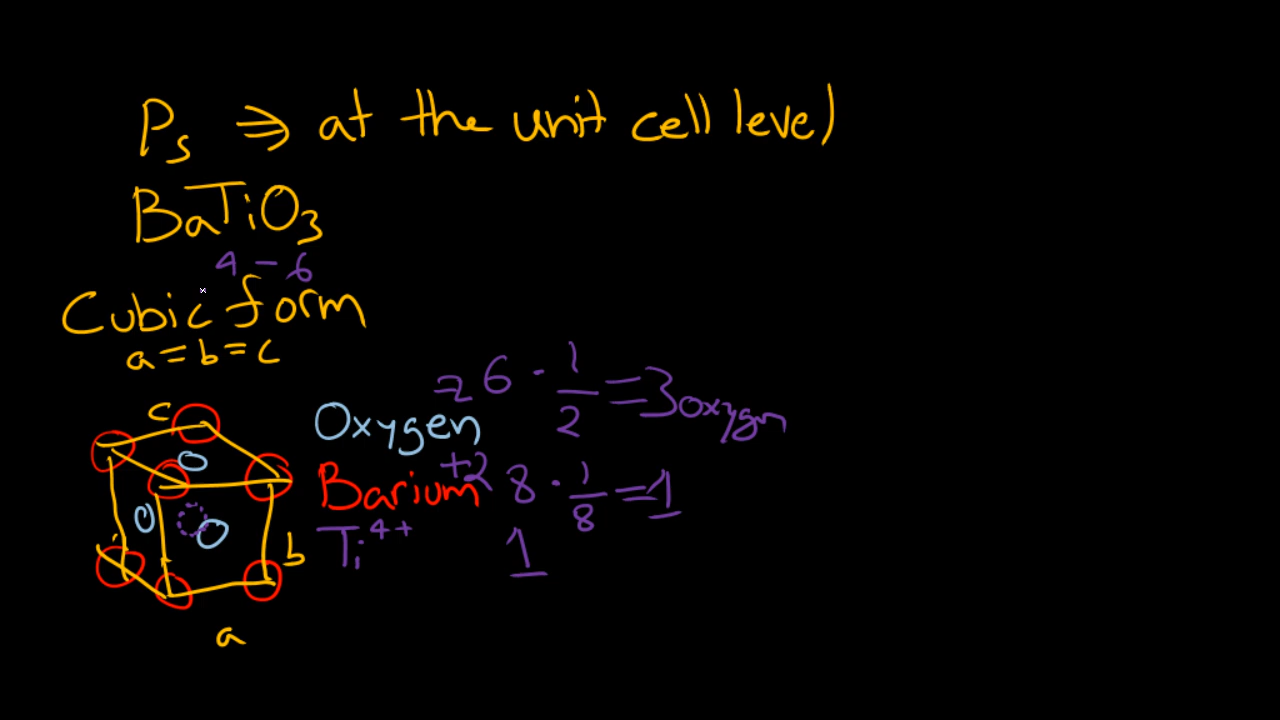 Ps ⇒ at the unit cell level)
BaTiO3
4 - 6
Cubic form
a = b = c
-2 6 · 1/2 = 3 oxygen
c
Oxygen
O
Barium +2 8 · 1/8 = 1
O O
Ti4+ 1
b
a